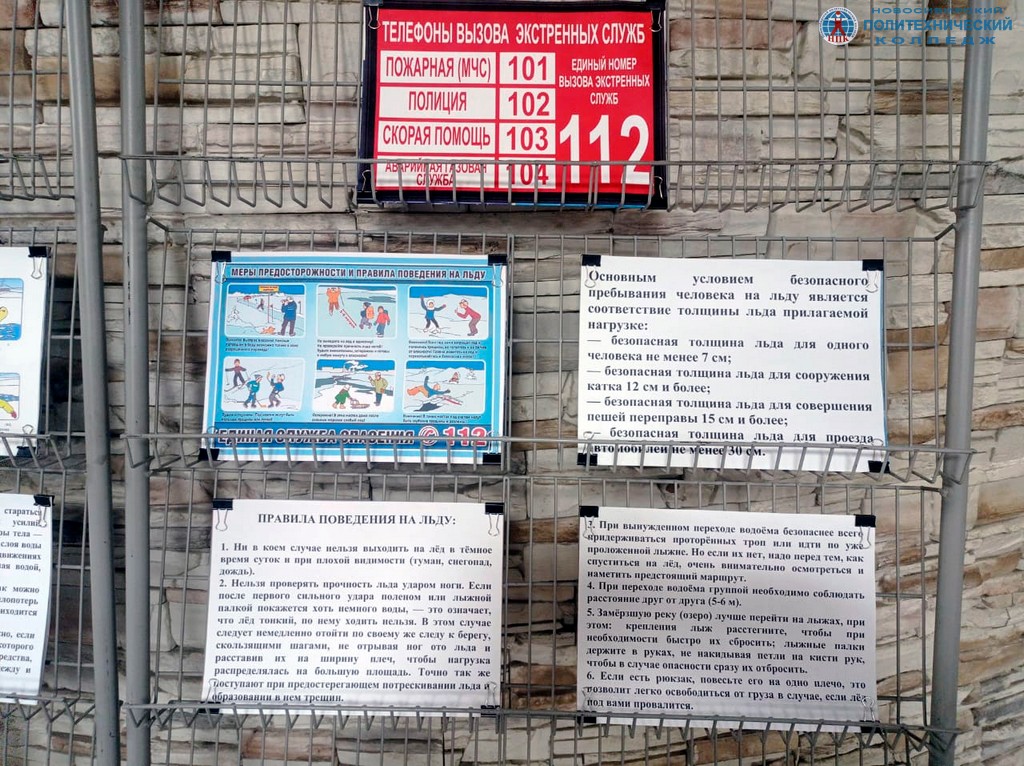 НОВОСИБИРСКИЙ
ПОЛИТЕХНИЧЕСКИЙ
КОЛЛЕДЖ
ТЕЛЕФОНЫ ВЫЗОВА ЭКСТРЕННЫХ СЛУЖБ
ПОЖАРНАЯ (МЧС) 101
ПОЛИЦИЯ 102
СКОРАЯ ПОМОЩЬ 103
АВАРИЙНАЯ ГАЗОВАЯ
СЛУЖБА 104
ЕДИНЫЙ НОМЕР
ВЫЗОВА ЭКСТРЕННЫХ
СЛУЖБ
112
МЕРЫ ПРЕДОСТОРОЖНОСТИ И ПРАВИЛА ПОВЕДЕНИЯ НА ЛЬДУ
ЕДИНАЯ СЛУЖБА СПАСЕНИЯ 112
Основным условием безопасного
пребывания человека на льду является
соответствие толщины льда прилагаемой
нагрузке:
— безопасная толщина льда для одного
человека не менее 7 см;
— безопасная толщина льда для сооружения
катка 12 см и более;
— безопасная толщина льда для совершения
пешей переправы 15 см и более;
— безопасная толщина льда для проезда
автомобилей не менее 30 см.
стараться
усилий
тела —
слоя воды
движениях
водой,
можно
если
которого
ПРАВИЛА ПОВЕДЕНИЯ НА ЛЬДУ:
1. Ни в коем случае нельзя выходить на лёд в тёмное
время суток и при плохой видимости (туман, снегопад,
дождь).
2. Нельзя проверять прочность льда ударом ноги. Если
после первого сильного удара поленом или лыжной
палкой покажется хоть немного воды, — это означает,
что лёд тонкий, по нему ходить нельзя. В этом случае
следует немедленно отойти по своему же следу к берегу,
скользящими шагами, не отрывая ног ото льда и
расставив их на ширину плеч, чтобы нагрузка
распределялась на большую площадь. Точно так же
поступают при предостерегающем потрескивании льда и
образовании в нем трещин.
3. При вынужденном переходе водоёма безопаснее всего
придерживаться проторённых троп или идти по уже
проложенной лыжне. Но если их нет, надо перед тем, как
спуститься на лёд, очень внимательно осмотреться и
наметить предстоящий маршрут.
4. При переходе водоёма группой необходимо соблюдать
расстояние друг от друга (5-6 м).
5. Замёрзшую реку (озеро) лучше перейти на лыжах, при
этом: крепления лыж расстегните, чтобы при
необходимости быстро их сбросить; лыжные палки
держите в руках, не накидывая петли на кисти рук,
чтобы в случае опасности сразу их отбросить.
6. Если есть рюкзак, повесьте его на одно плечо, это
позволит легко освободиться от груза в случае, если лёд
под вами провалится.